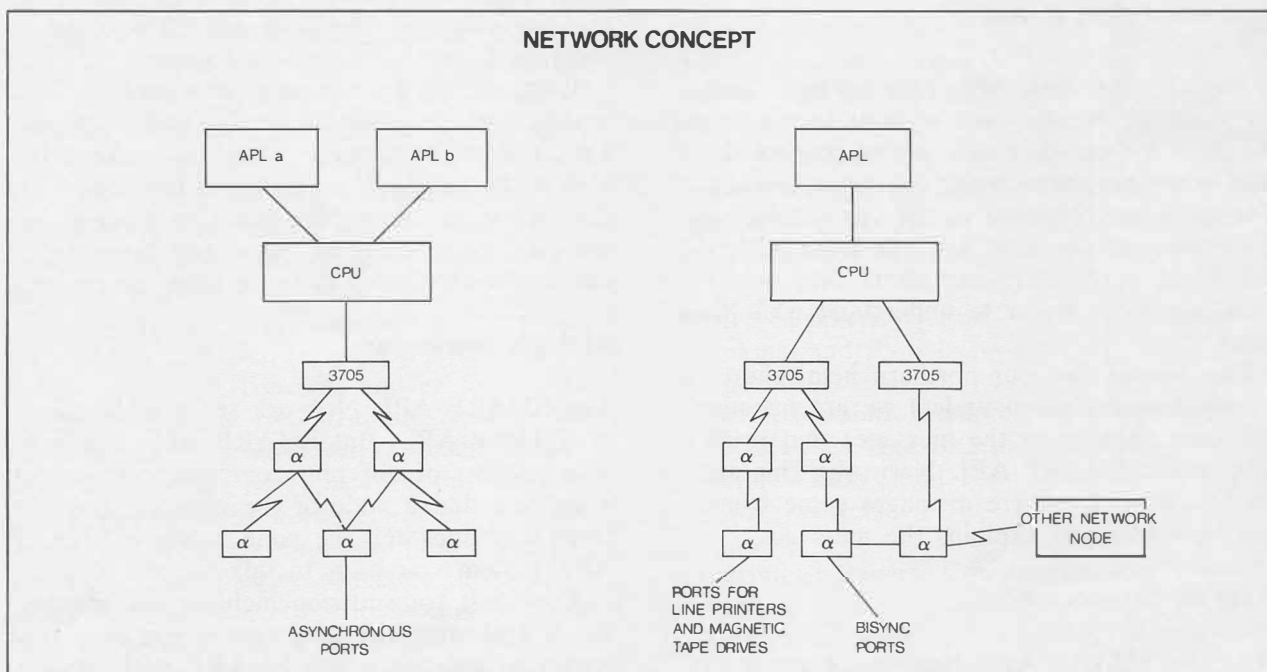 NETWORK CONCEPT
APL a
APL b
CPU
3705
α
α
α
α
α
ASYNCHRONOUS
PORTS
APL
CPU
3705
3705
α
α
α
α
α
OTHER NETWORK
NODE
PORTS FOR
LINE PRINTERS
AND MAGNETIC
TAPE DRIVES
BISYNC
PORTS